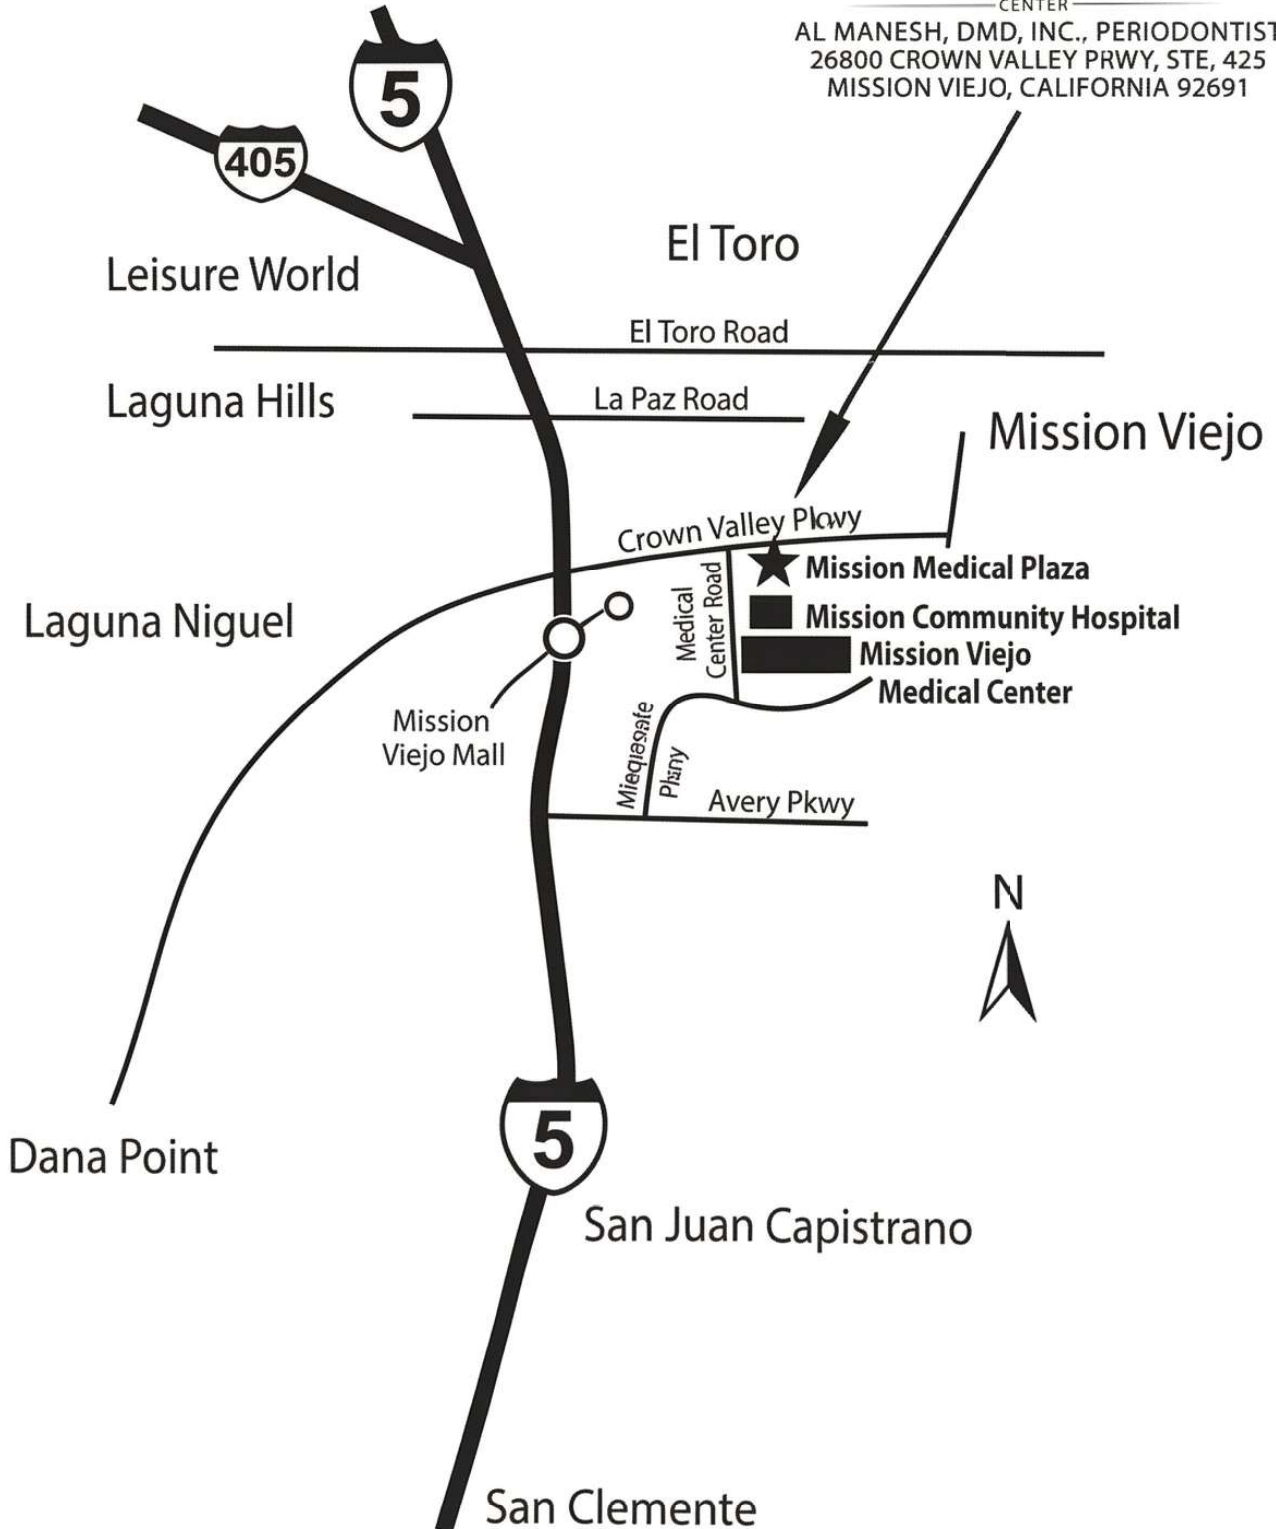 CENTER
AL MANESH, DMD, INC., PERIODONTIST
26800 CROWN VALLEY PRWY, STE, 425
MISSION VIEJO, CALIFORNIA 92691
5
405
El Toro
Leisure World
El Toro Road
Laguna Hills
La Paz Road
Mission Viejo
Crown Valley
Mission Medical Plaza
Medical
Center Road
Mission Community Hospital
Laguna Niguel
Mission Viejo
Medical Center
Mission
Viejo Mall
Avery Pkwy
N
5
Dana Point
San Juan Capistrano
San Clemente